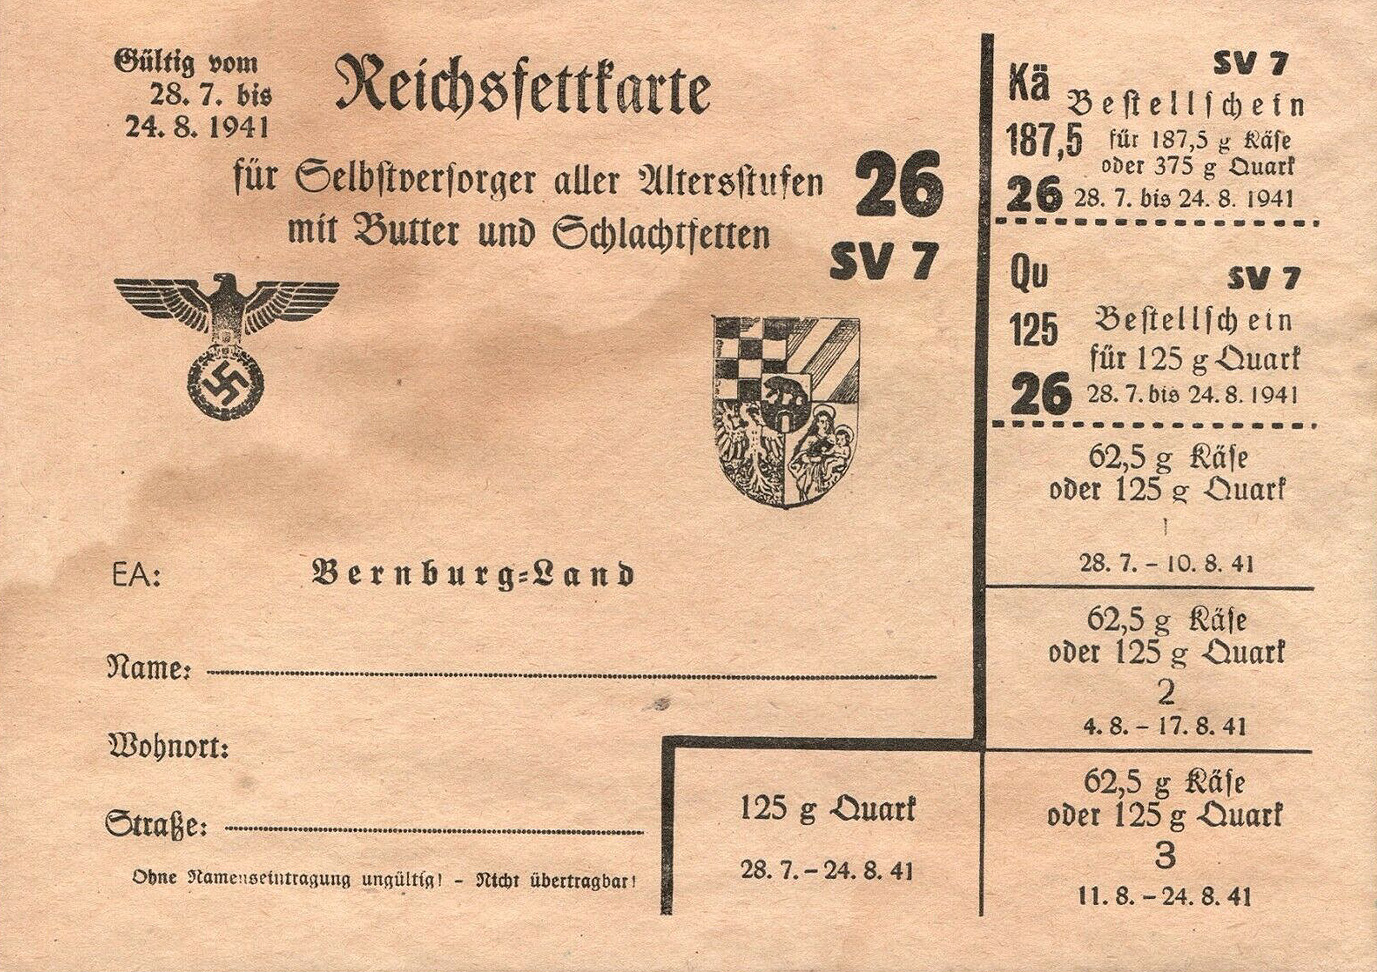 Gültig vom
28. 7. bis
24. 8. 1941
Reichsfettkarte
für Selbstversorger aller Altersstufen
mit Butter und Schlachtfetten
26
SV 7
EA: Bernburg-Land
Name:
Wohnort:
Straße:
Ohne Namenseintragung ungültig! - Nicht übertragbar!
Kä SV 7
Bestellschein
187,5 für 187,5 g Käse
oder 375 g Quark
26 28. 7. bis 24. 8. 1941
Qu SV 7
125 Bestellschein
für 125 g Quark
26 28. 7. bis 24. 8. 1941
62,5 g Käse
oder 125 g Quark
1
28. 7. – 10. 8. 41
62,5 g Käse
oder 125 g Quark
2
4. 8. – 17. 8. 41
125 g Quark
28. 7. – 24. 8. 41
62,5 g Käse
oder 125 g Quark
3
11. 8. – 24. 8. 41